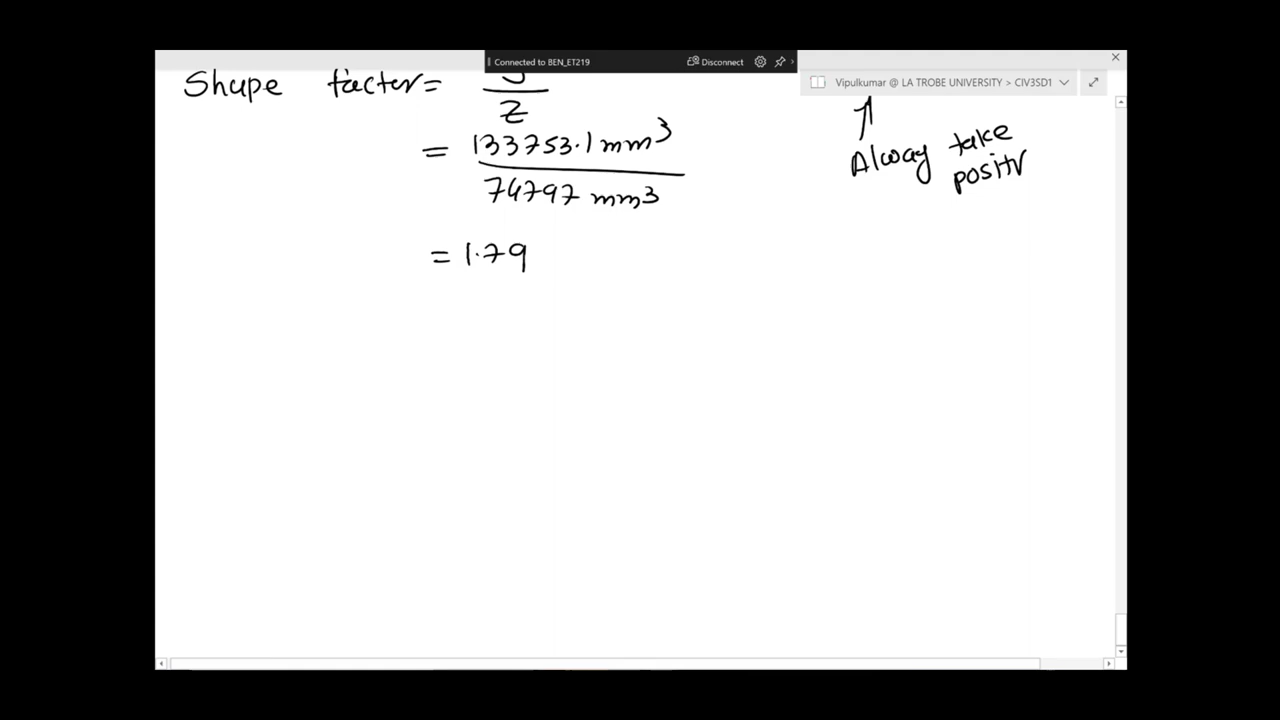 Connected to BEN_ET219 Disconnect
Vipulkumar @ LA TROBE UNIVERSITY > CIV3SD1
Shape factor =
Z
= 133753.1 mm3
74797 mm3
= 1.79
Alway take
positv